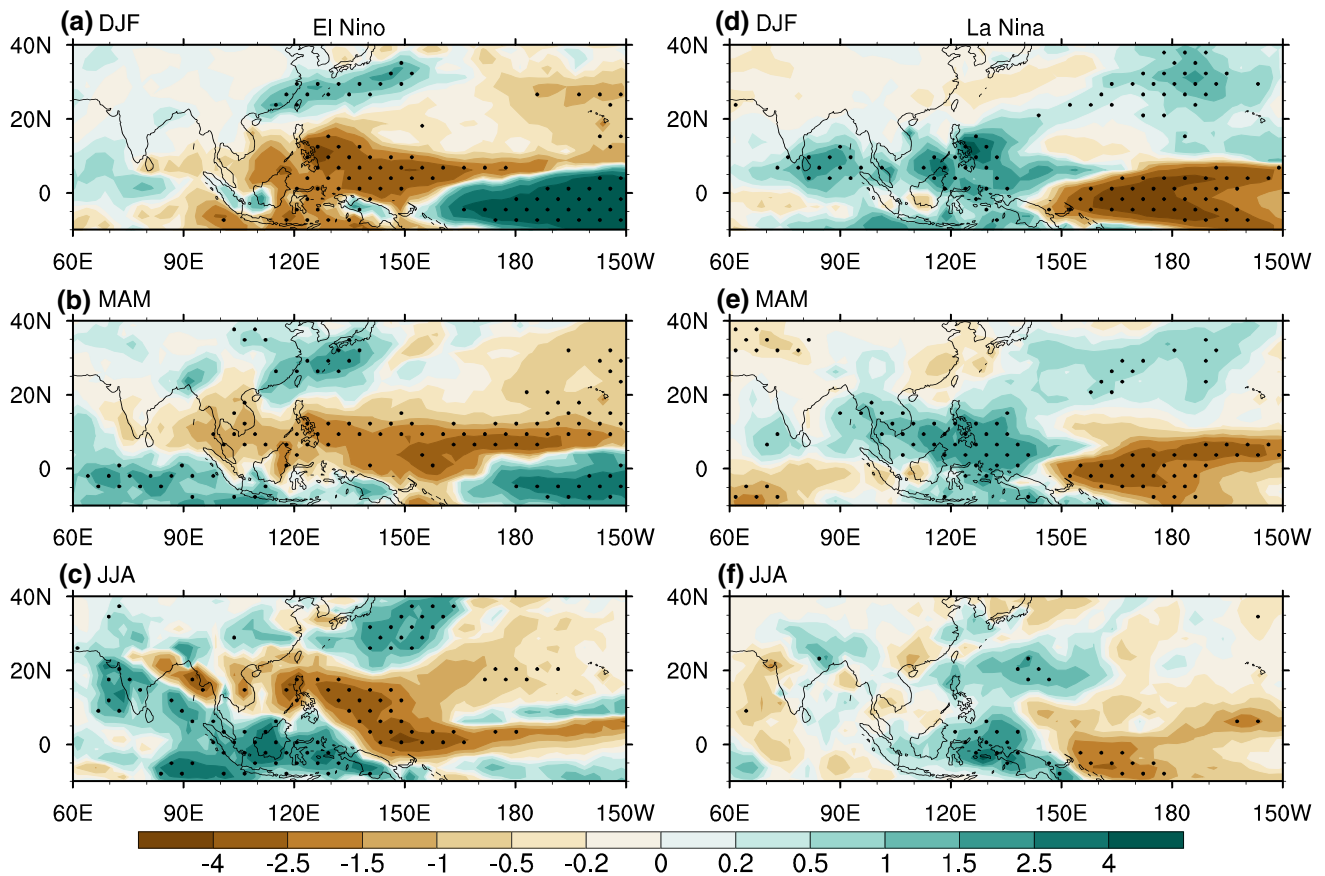 (a) DJF El Nino
40N
20N
0
60E 90E 120E 150E 180 150W
(b) MAM
40N
20N
0
60E 90E 120E 150E 180 150W
(c) JJA
40N
20N
0
60E 90E 120E 150E 180 150W
(d) DJF La Nina
40N
20N
0
60E 90E 120E 150E 180 150W
(e) MAM
40N
20N
0
60E 90E 120E 150E 180 150W
(f) JJA
40N
20N
0
60E 90E 120E 150E 180 150W
-4 -2.5 -1.5 -1 -0.5 -0.2 0 0.2 0.5 1 1.5 2.5 4